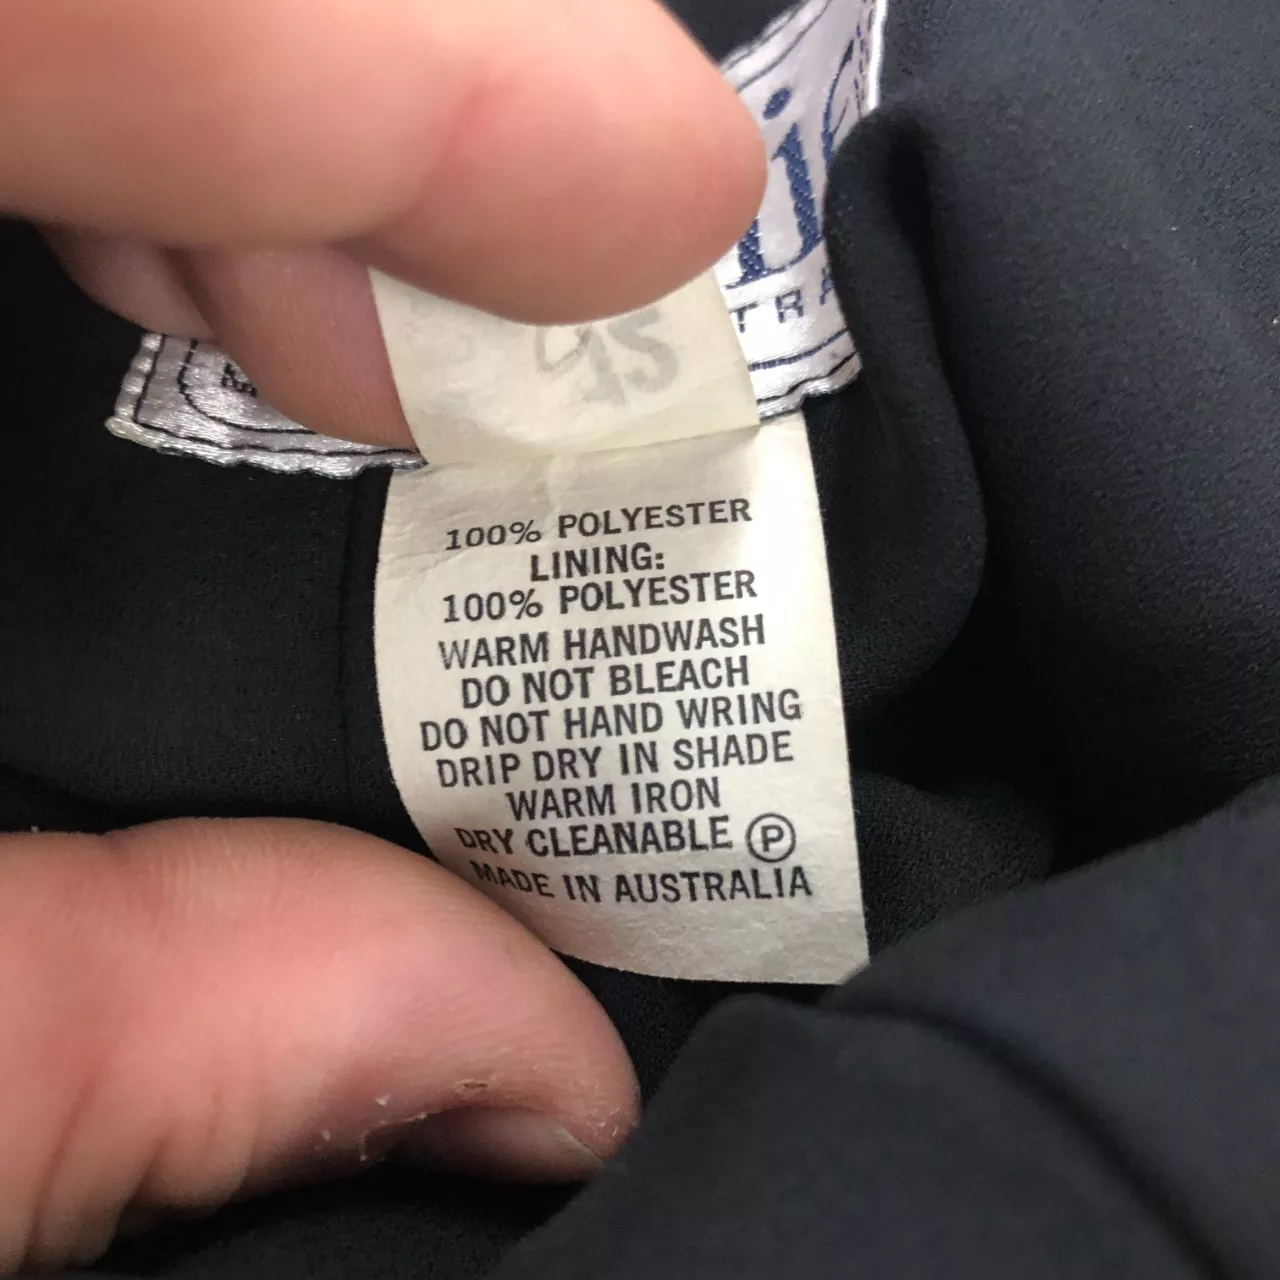 100% POLYESTER
LINING:
100% POLYESTER
WARM HANDWASH
DO NOT BLEACH
DO NOT HAND WRING
DRIP DRY IN SHADE
WARM IRON
DRY CLEANABLE Ⓟ
MADE IN AUSTRALIA